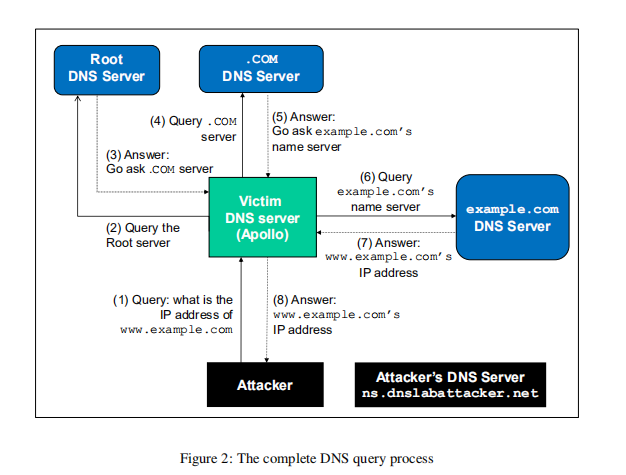 Root
DNS Server
.COM
DNS Server
(4) Query .COM
server
(5) Answer:
Go ask example.com's
name server
(3) Answer:
Go ask .COM server
(6) Query
example.com's
name server
Victim
DNS server
(Apollo)
example.com
DNS Server
(2) Query the
Root server
(7) Answer:
www.example.com's
IP address
(1) Query: what is the
IP address of
www.example.com
(8) Answer:
www.example.com's
IP address
Attacker
Attacker's DNS Server
ns.dnslabattacker.net
Figure 2: The complete DNS query process